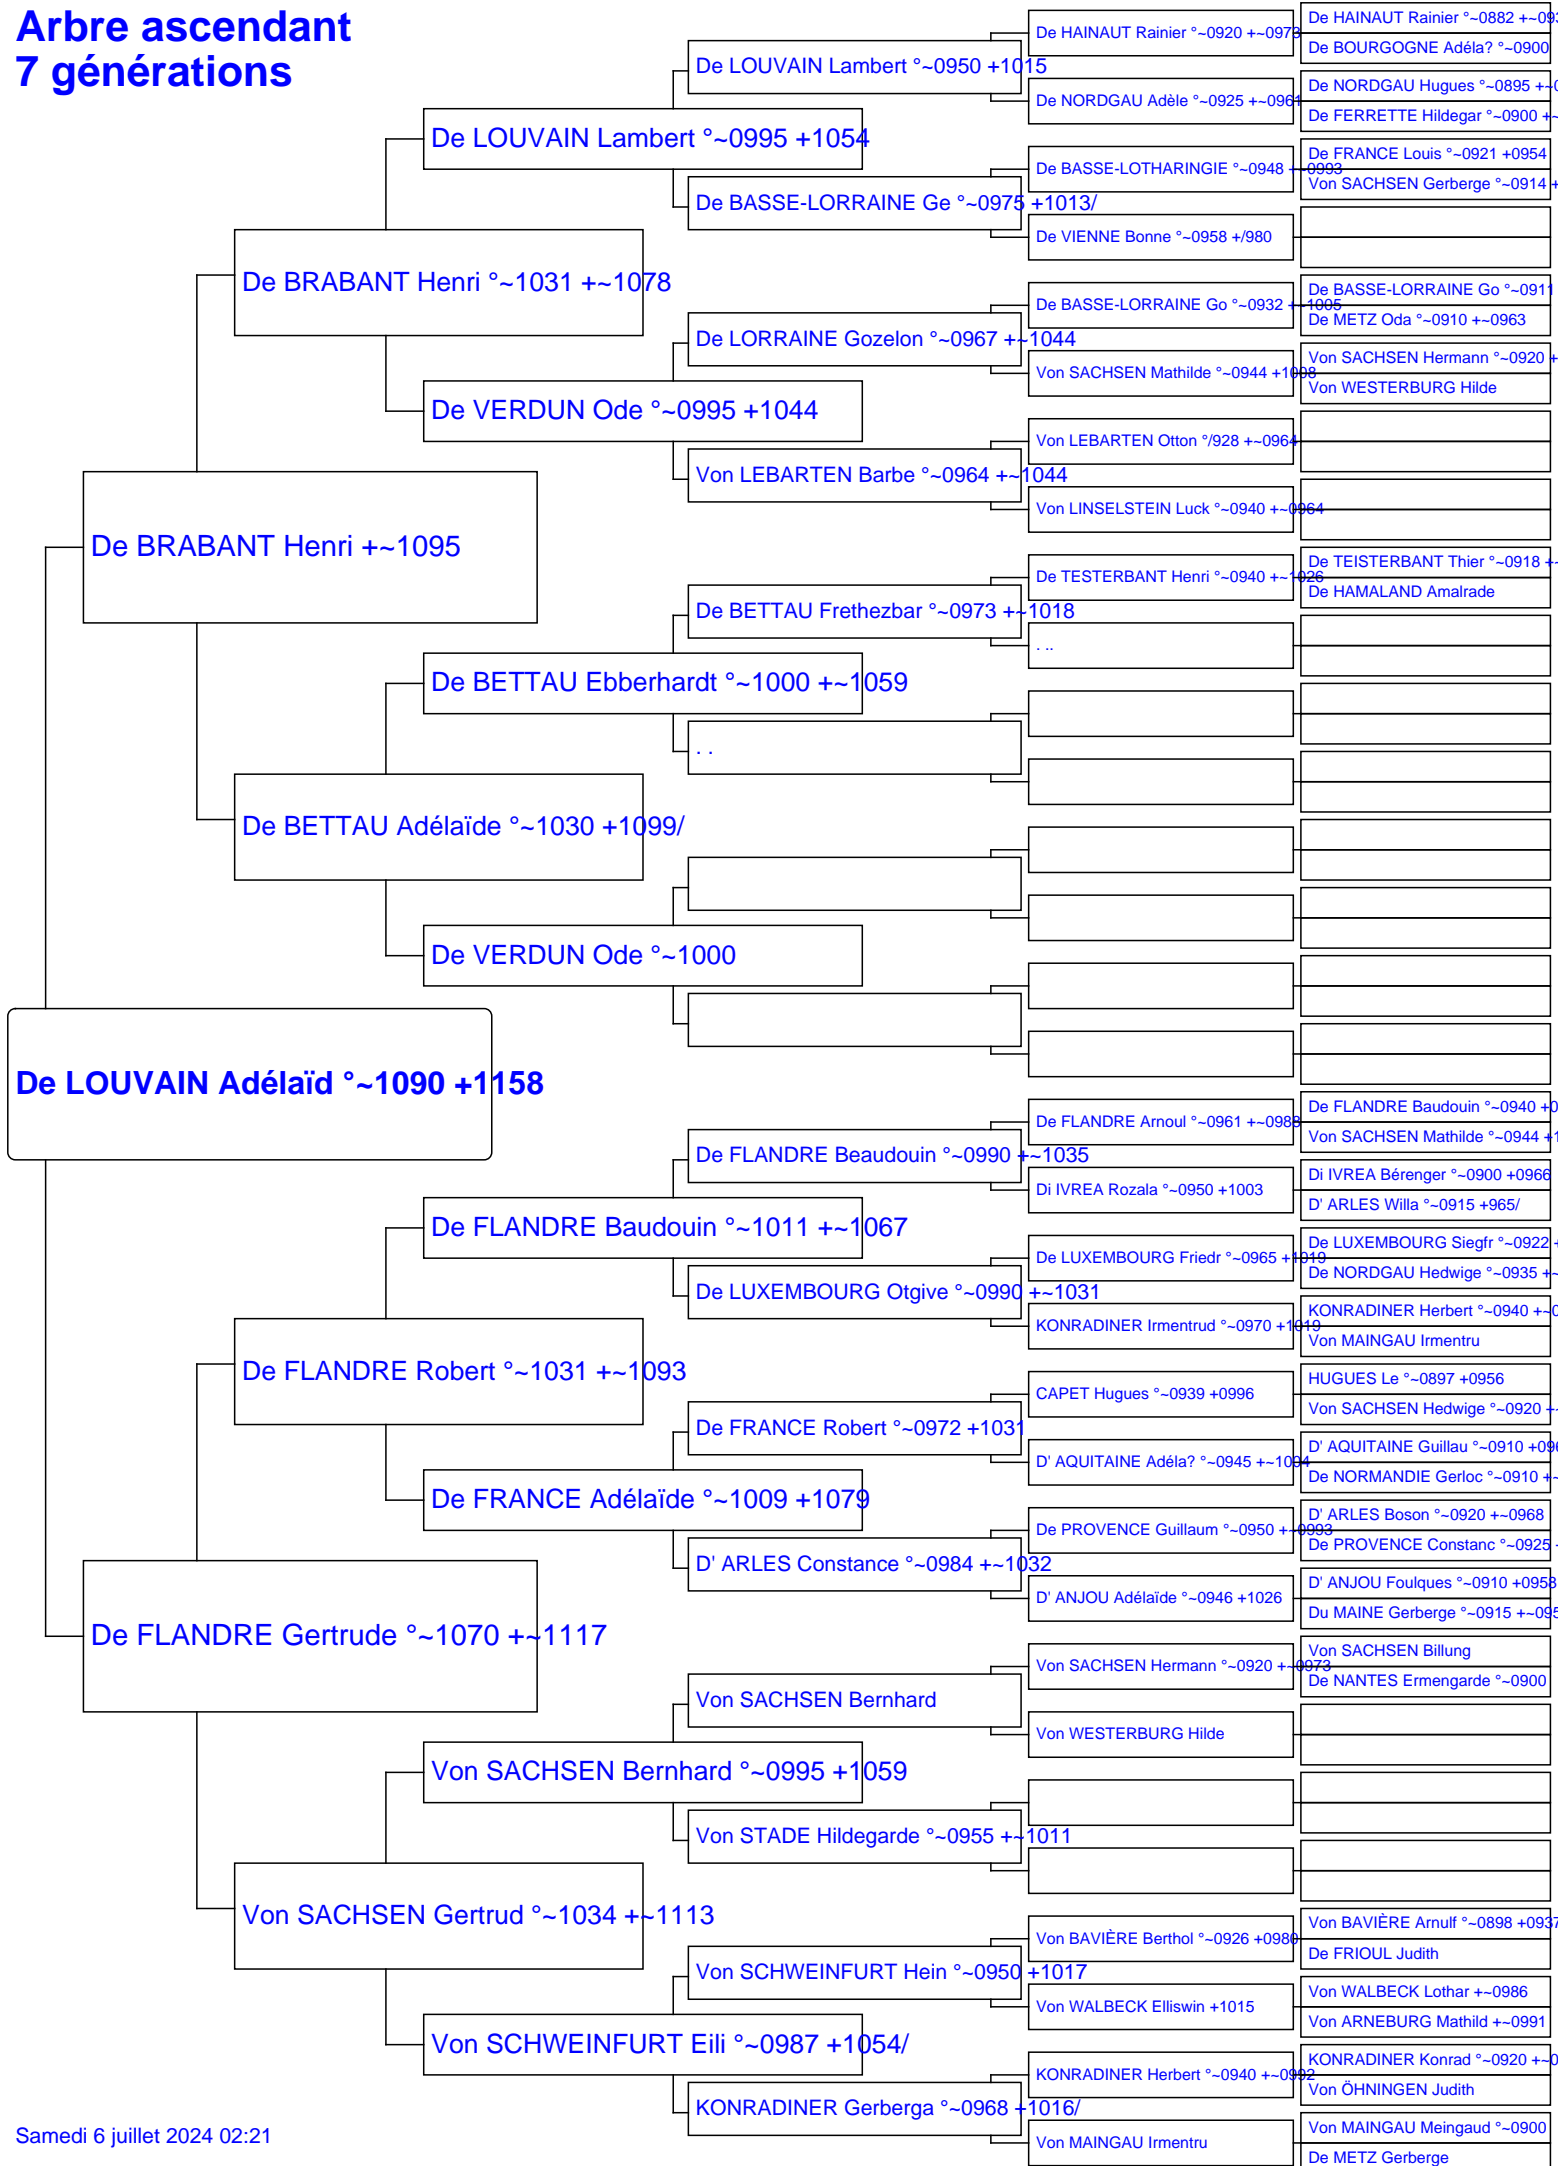 Arbre ascendant
7 générations
De LOUVAIN Adélaïd °~1090 +1158
De BRABANT Henri +~1095
De FLANDRE Gertrude °~1070 +~1117
De BRABANT Henri °~1031 +~1078
De BETTAU Adélaïde °~1030 +1099/
De FLANDRE Robert °~1031 +~1093
Von SACHSEN Gertrud °~1034 +~1113
De LOUVAIN Lambert °~0995 +1054
De VERDUN Ode °~0995 +1044
De BETTAU Ebberhardt °~1000 +~1059
De VERDUN Ode °~1000
De FLANDRE Baudouin °~1011 +~1067
De FRANCE Adélaïde °~1009 +1079
Von SACHSEN Bernhard °~0995 +1059
Von SCHWEINFURT Eili °~0987 +1054/
De LOUVAIN Lambert °~0950 +1015
De BASSE-LORRAINE Ge °~0975 +1013/
De LORRAINE Gozelon °~0967 +~1044
Von LEBARTEN Barbe °~0964 +~1044
De BETTAU Frethezbar °~0973 +~1018
. .
De FLANDRE Beaudouin °~0990 +~1035
De LUXEMBOURG Otgive °~0990 +~1031
De FRANCE Robert °~0972 +1031
D' ARLES Constance °~0984 +~1032
Von SACHSEN Bernhard
Von STADE Hildegarde °~0955 +~1011
Von SCHWEINFURT Hein °~0950 +1017
KONRADINER Gerberga °~0968 +1016/
De HAINAUT Rainier °~0920 +~0973
De NORDGAU Adèle °~0925 +~0961
De BASSE-LOTHARINGIE °~0948 +~0993
De VIENNE Bonne °~0958 +/980
De BASSE-LORRAINE Go °~0932 +~1005
Von SACHSEN Mathilde °~0944 +1008
Von LEBARTEN Otton °/928 +~0964
Von LINSELSTEIN Luck °~0940 +~0964
De TESTERBANT Henri °~0940 +~1026
. ..
De FLANDRE Arnoul °~0961 +~0988
Di IVREA Rozala °~0950 +1003
De LUXEMBOURG Friedr °~0965 +1019
KONRADINER Irmentrud °~0970 +1019
CAPET Hugues °~0939 +0996
D' AQUITAINE Adéla? °~0945 +~1004
De PROVENCE Guillaum °~0950 +~0993
D' ANJOU Adélaïde °~0946 +1026
Von SACHSEN Hermann °~0920 +~0973
Von WESTERBURG Hilde
Von BAVIÈRE Berthol °~0926 +0980
Von WALBECK Elliswin +1015
KONRADINER Herbert °~0940 +~0992
Von MAINGAU Irmentru
De HAINAUT Rainier °~0882 +~093
De BOURGOGNE Adéla? °~0900
De NORDGAU Hugues °~0895 +~0
De FERRETTE Hildegar °~0900 +~
De FRANCE Louis °~0921 +0954
Von SACHSEN Gerberge °~0914 +
De BASSE-LORRAINE Go °~0911
De METZ Oda °~0910 +~0963
Von SACHSEN Hermann °~0920 +
Von WESTERBURG Hilde
De TEISTERBANT Thier °~0918 +~
De HAMALAND Amalrade
De FLANDRE Baudouin °~0940 +0
Von SACHSEN Mathilde °~0944 +1
Di IVREA Bérenger °~0900 +0966
D' ARLES Willa °~0915 +965/
De LUXEMBOURG Siegfr °~0922 +
De NORDGAU Hedwige °~0935 +~
KONRADINER Herbert °~0940 +~0
Von MAINGAU Irmentru
HUGUES Le °~0897 +0956
Von SACHSEN Hedwige °~0920 +~
D' AQUITAINE Guillau °~0910 +096
De NORMANDIE Gerloc °~0910 +~
D' ARLES Boson °~0920 +~0968
De PROVENCE Constanc °~0925 +
D' ANJOU Foulques °~0910 +0958
Du MAINE Gerberge °~0915 +~095
Von SACHSEN Billung
De NANTES Ermengarde °~0900
Von BAVIÈRE Arnulf °~0898 +0937
De FRIOUL Judith
Von WALBECK Lothar +~0986
Von ARNEBURG Mathild +~0991
KONRADINER Konrad °~0920 +~0
Von ÖHNINGEN Judith
Von MAINGAU Meingaud °~0900
De METZ Gerberge
Samedi 6 juillet 2024 02:21